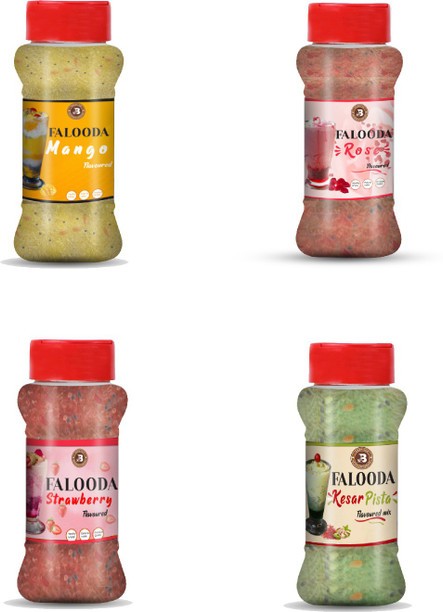 FALOODA
Mango
flavoured
FALOODA
Rose
flavoured
FALOODA
Strawberry
flavoured
FALOODA
Kesar Pista
flavoured mix